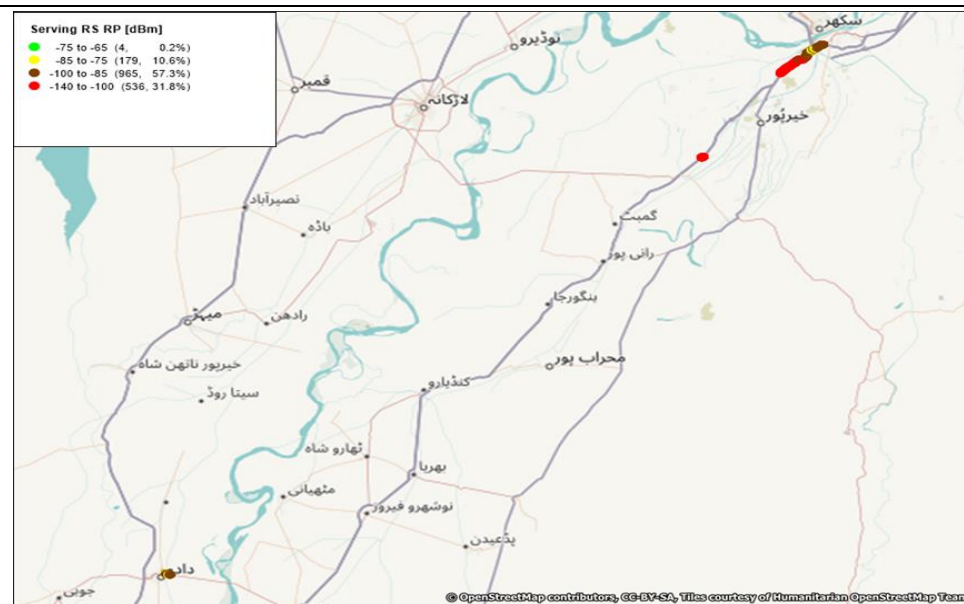 Serving RS RP [dBm]
-75 to -65 (4, 0.2%)
-85 to -75 (179, 10.6%)
-100 to -85 (965, 57.3%)
-140 to -100 (536, 31.8%)
سکھر
نوڈیرو
قمبر
لاڑکانہ
خیرپور
نصیرآباد
باڈہ
گمبٹ
رانی پور
ہنگورجا
میہڑ
رادھن
خیرپور ناتھن شاہ
محراب پور
سیتا روڈ
کنڈیارو
ٹھارو شاہ
بھریا
مٹھیانی
نوشھرو فیروز
پڈعیدن
دادو
جوہی
© OpenStreetMap contributors, CC-BY-SA, Tiles courtesy of Humanitarian OpenStreetMap Team